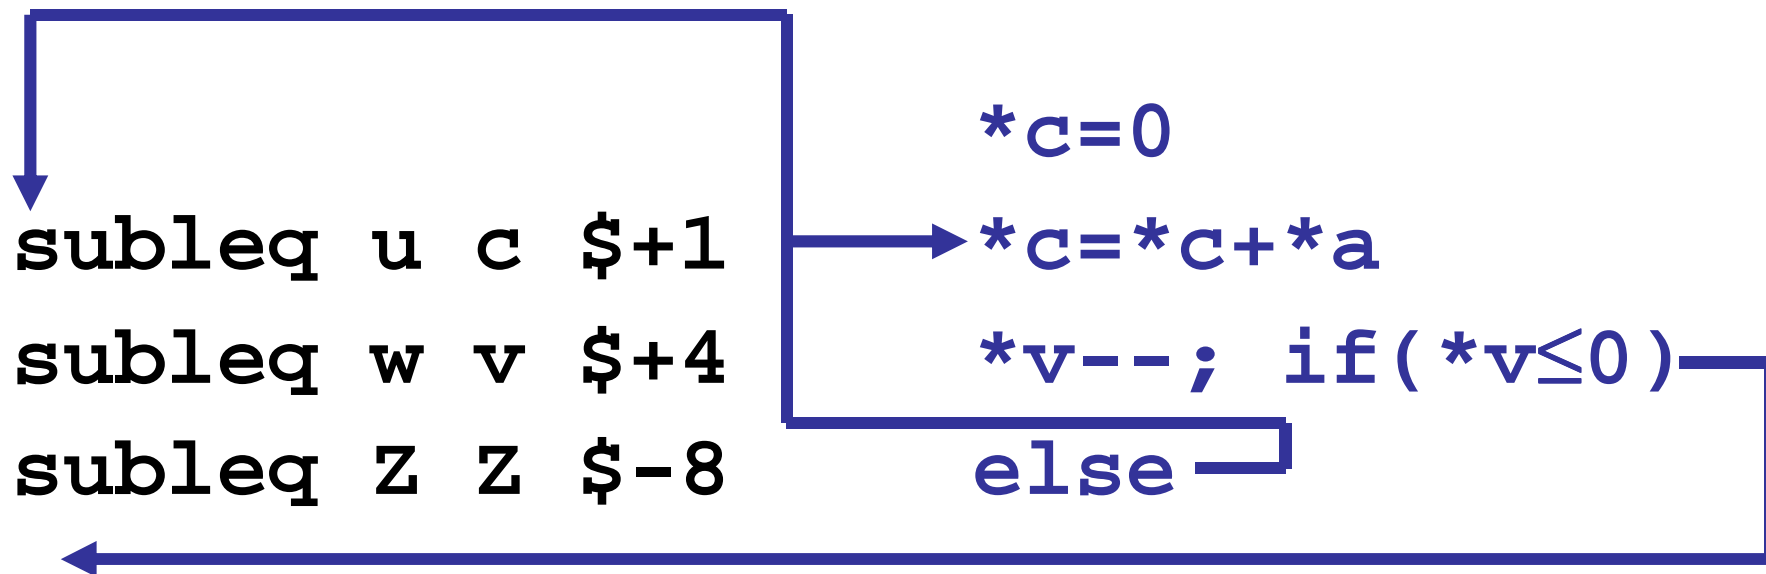 *c=0
subleq u c $+1 *c=*c+*a
subleq w v $+4 *v--; if(*v≤0)
subleq Z Z $-8 else